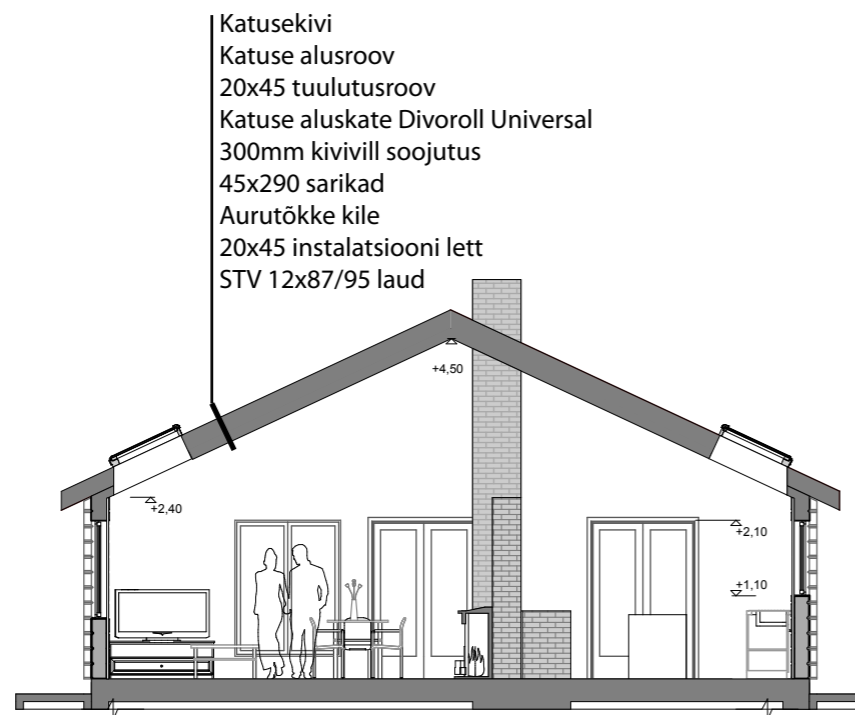 Katusekivi
Katuse alusroov
20x45 tuulutusroov
Katuse aluskate Divoroll Universal
300mm kivivill soojutus
45x290 sarikad
Aurutõkke kile
20x45 instalatsiooni lett
STV 12x87/95 laud
+4,50
+2,40
+2,10
+1,10